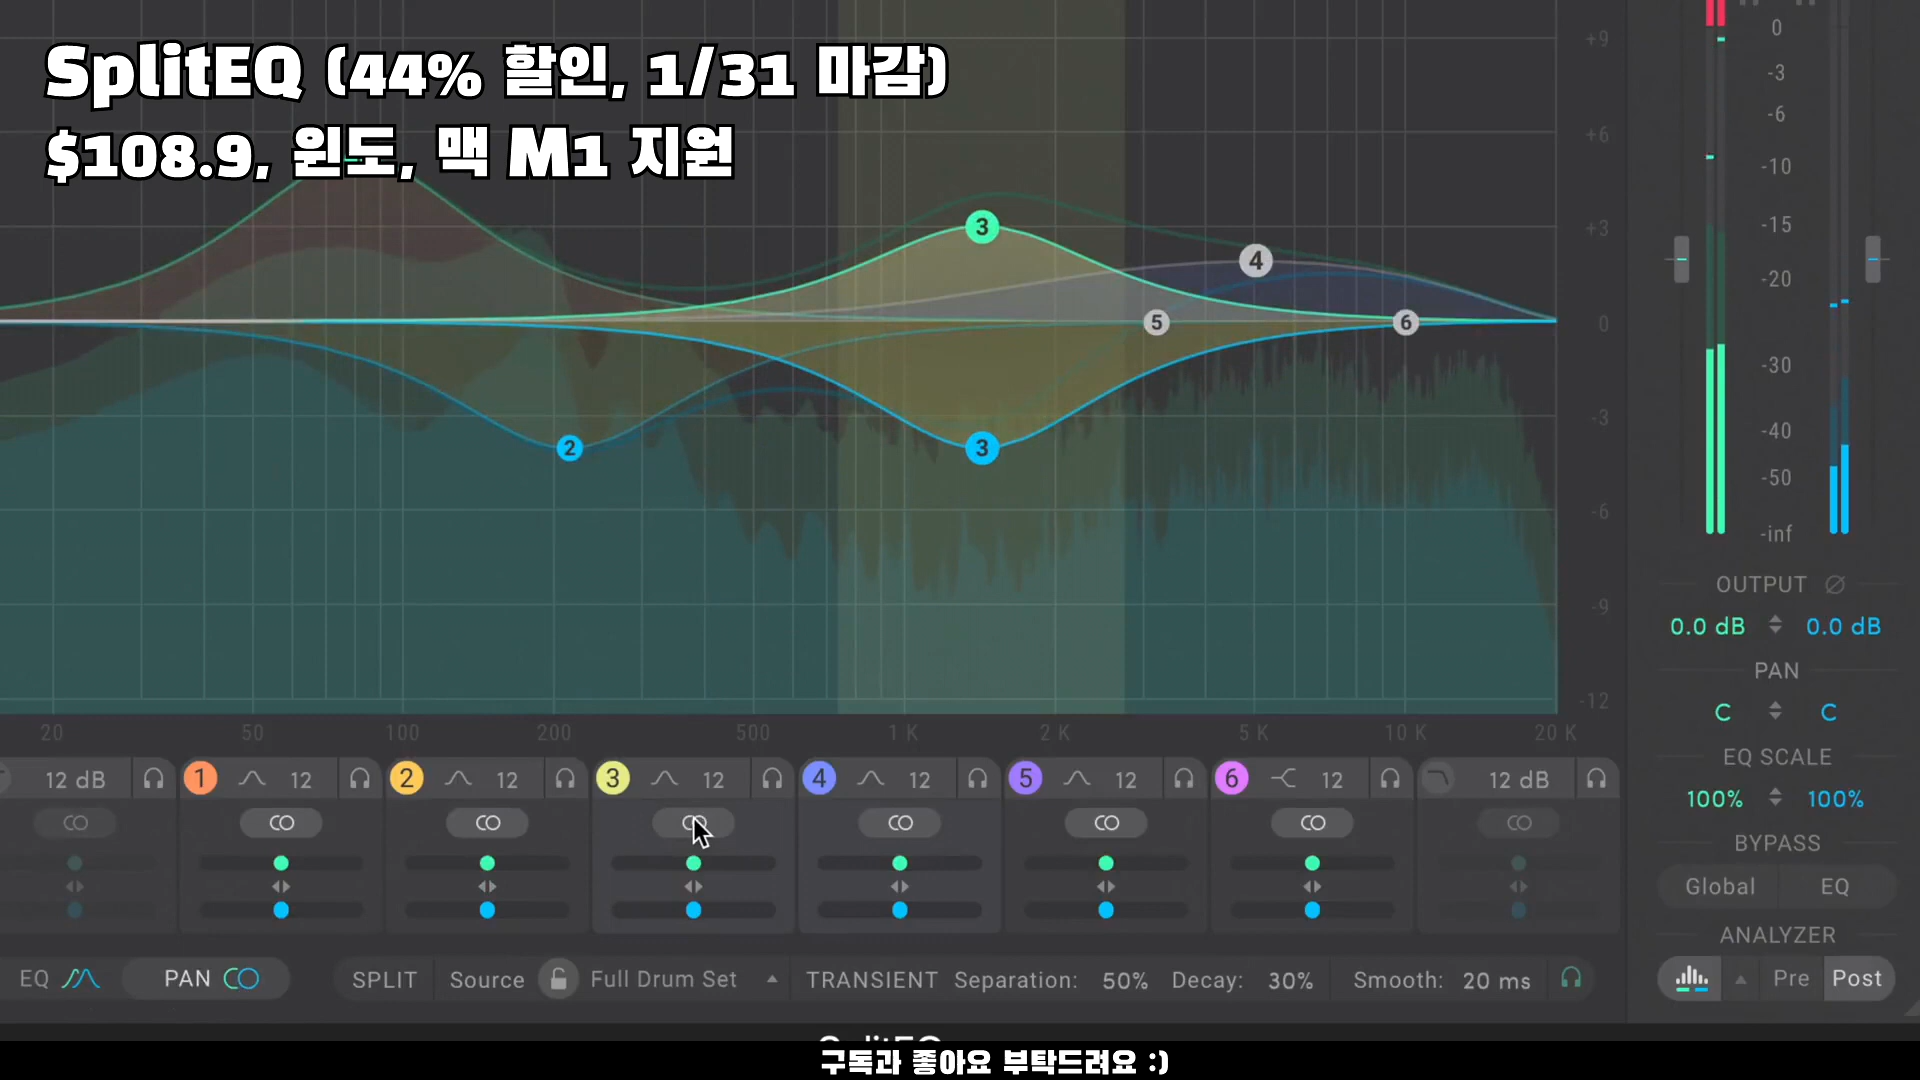 SplitEQ (44% 할인, 1/31 마감)
$108.9, 윈도, 맥 M1 지원
+9
+6
+3
0
-3
-6
-9
-12
3
4
5
6
2
3
0
-3
-6
-10
-15
-20
-30
-40
-50
-inf
OUTPUT
0.0 dB 0.0 dB
PAN
C C
EQ SCALE
100% 100%
BYPASS
Global EQ
ANALYZER
Pre Post
20 50 100 200 500 1 K 2 K 5 K 10 K 20 K
12 dB 1 12 2 12 3 12 4 12 5 12 6 12 12 dB
EQ PAN SPLIT Source Full Drum Set TRANSIENT Separation: 50% Decay: 30% Smooth: 20 ms
구독과 좋아요 부탁드려요 :)